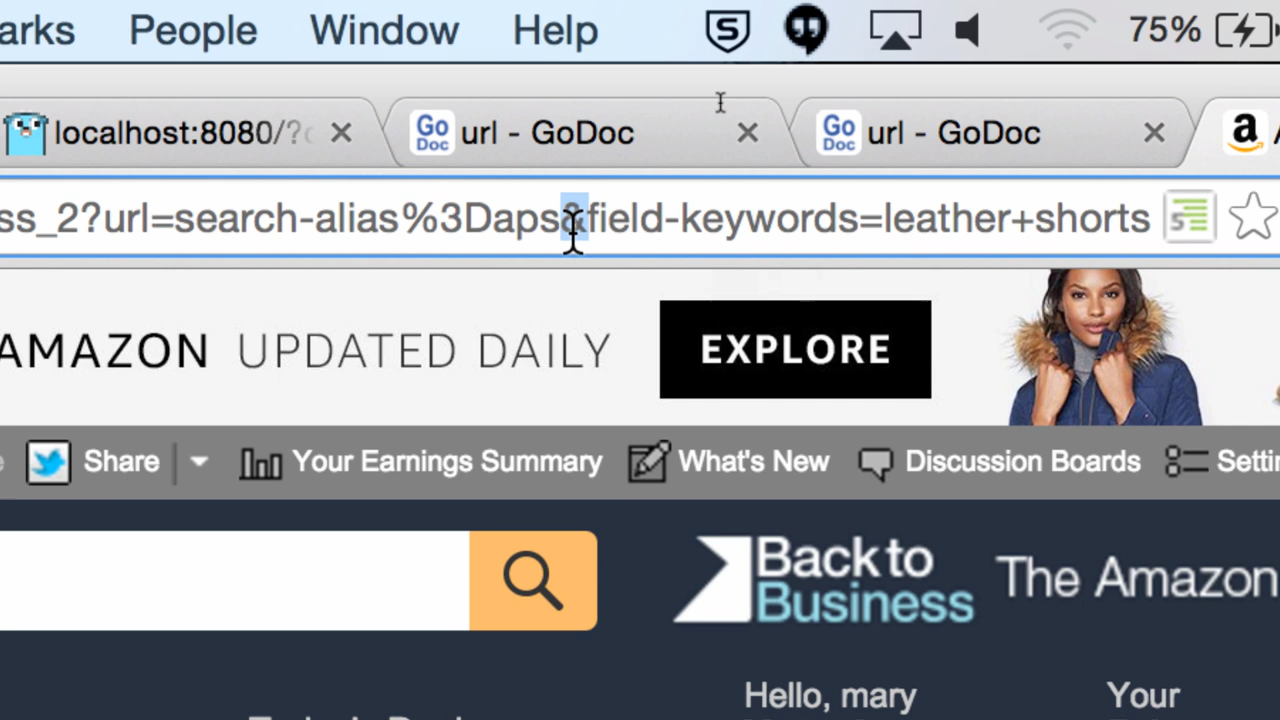 arks People Window Help 75%
localhost:8080/? url - GoDoc url - GoDoc
ss_2?url=search-alias%3Daps&field-keywords=leather+shorts
AMAZON UPDATED DAILY EXPLORE
Share Your Earnings Summary What's New Discussion Boards Settin
Back to
Business
The Amazon
Hello, mary Your